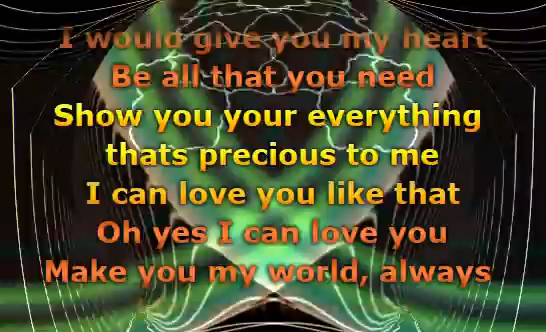 I would give you my heart
Be all that you need
Show you your everything
thats precious to me
I can love you like that
Oh yes I can love you
Make you my world, always